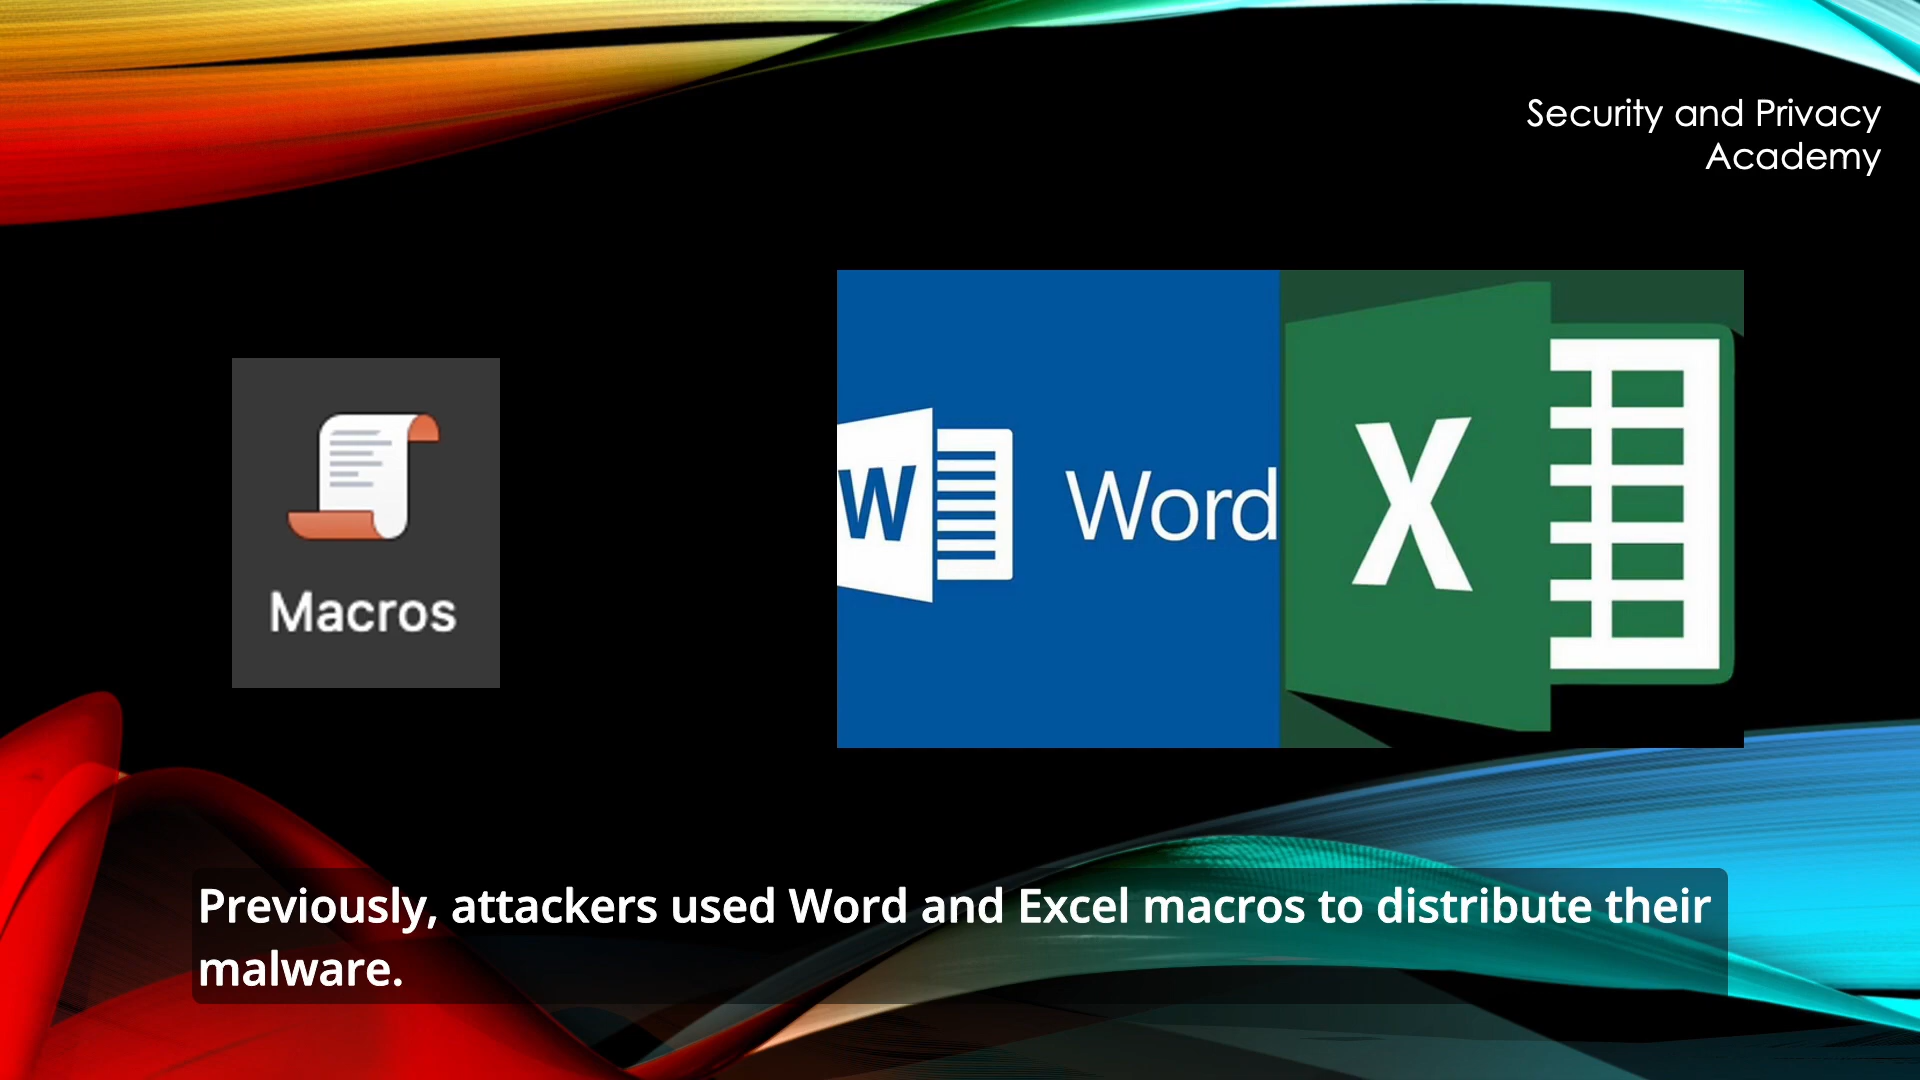 Security and Privacy
Academy
W
Word
X
Macros
Previously, attackers used Word and Excel macros to distribute their
malware.